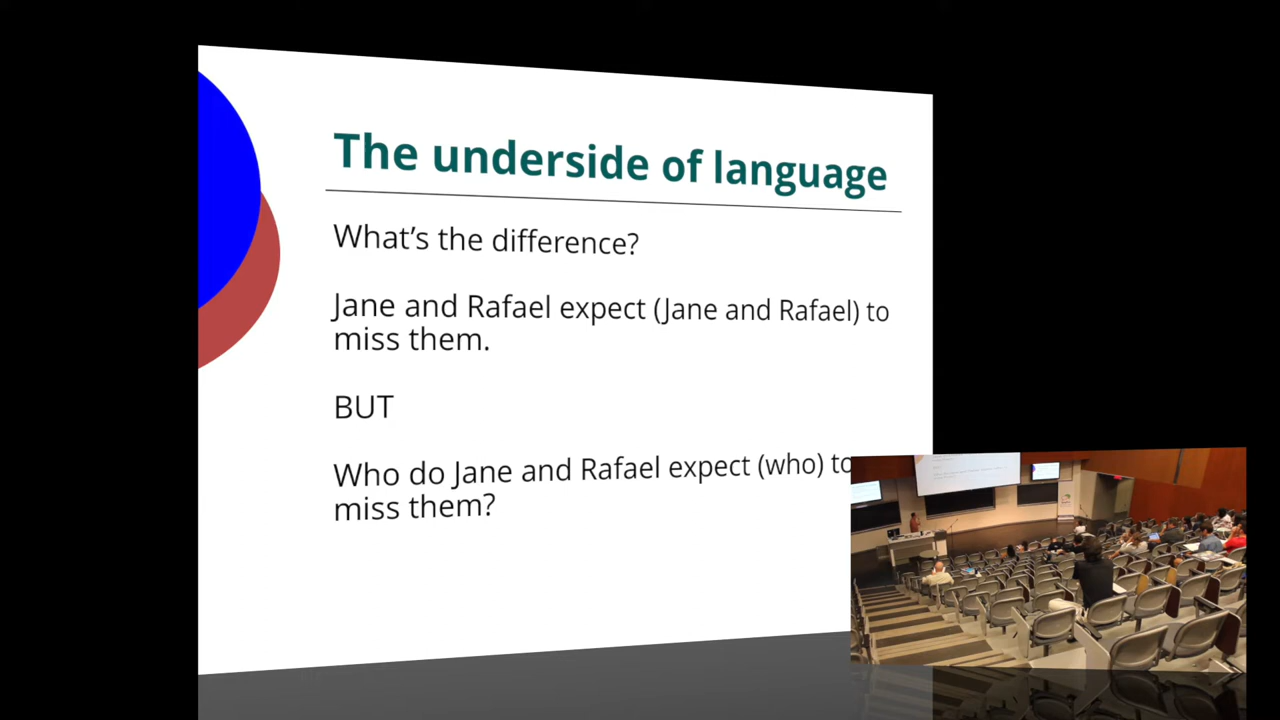 The underside of language
What’s the difference?
Jane and Rafael expect (Jane and Rafael) to
miss them.
BUT
Who do Jane and Rafael expect (who) to
miss them?